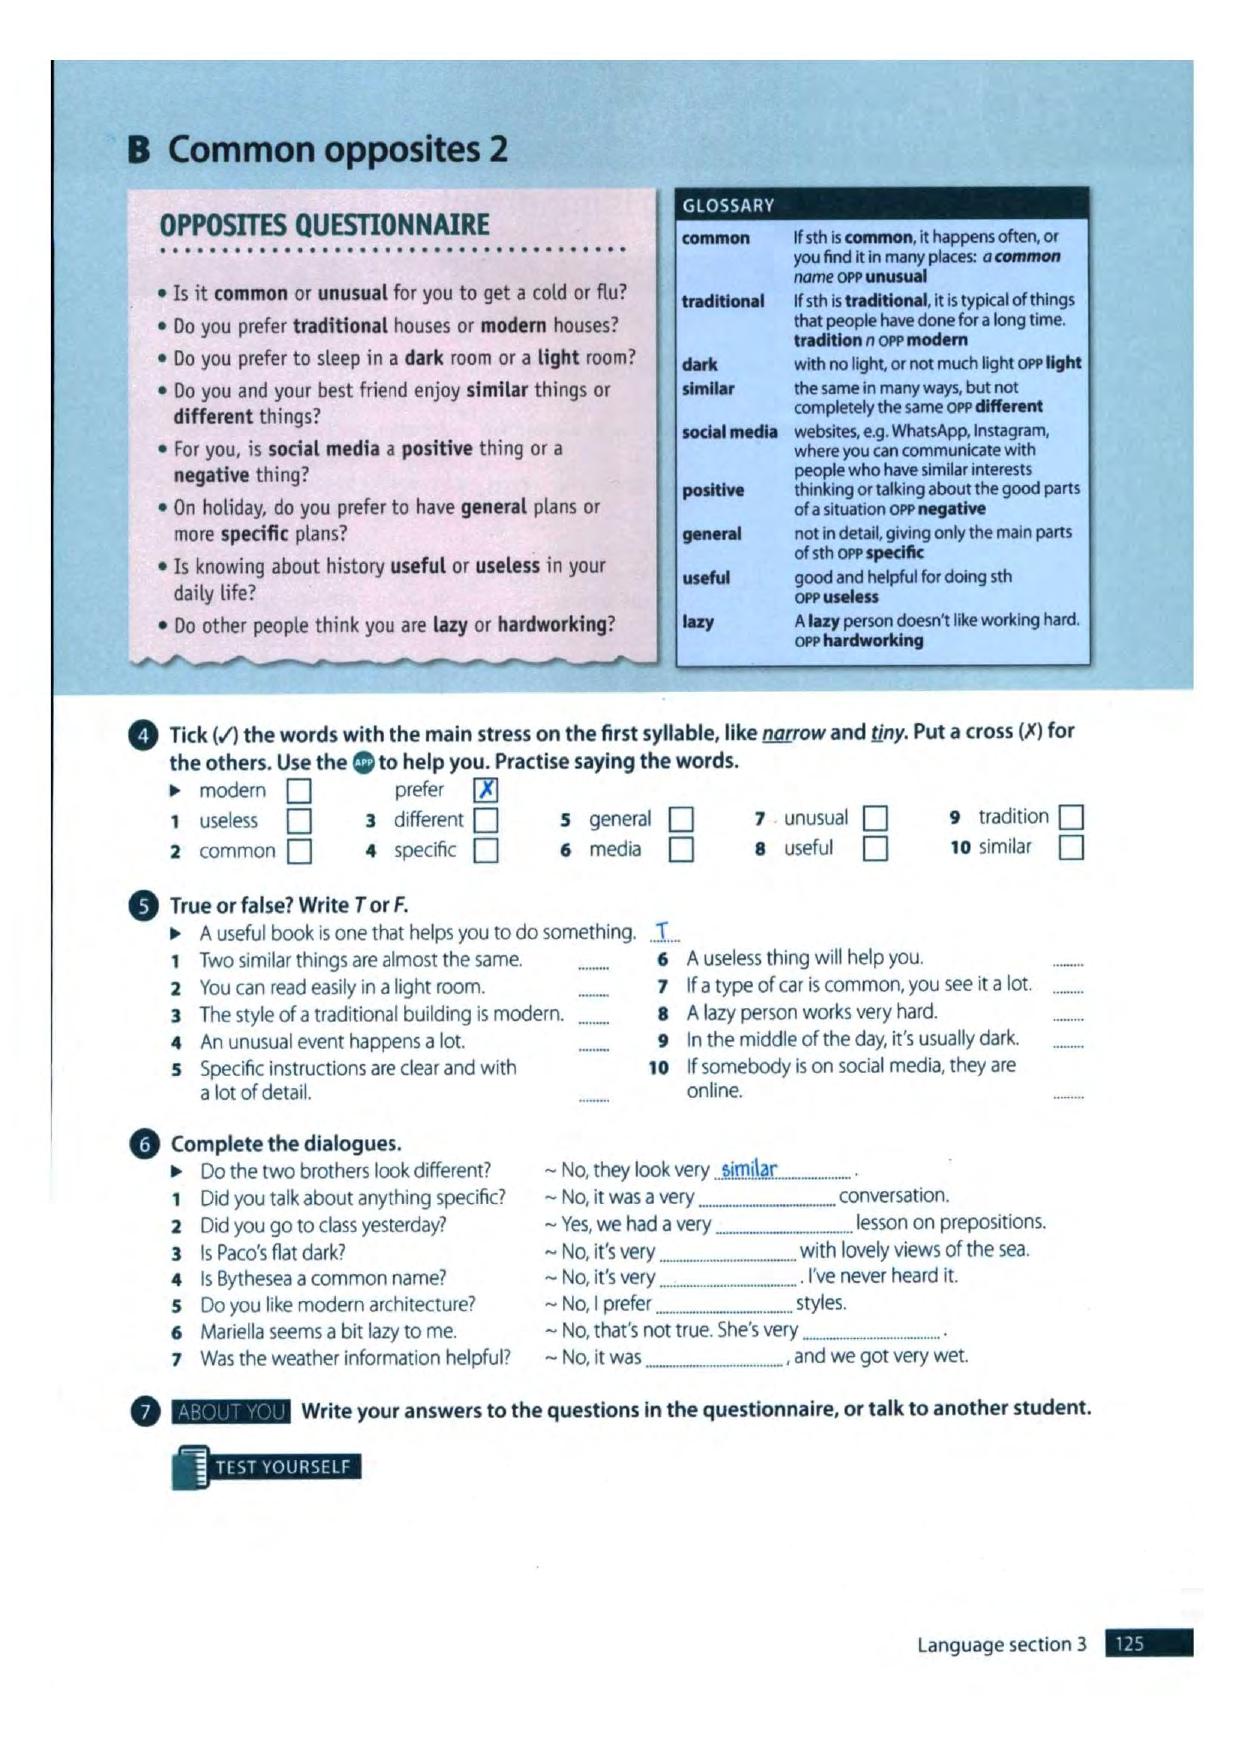 B Common opposites 2
OPPOSITES QUESTIONNAIRE
• Is it common or unusual for you to get a cold or flu?
• Do you prefer traditional houses or modern houses?
• Do you prefer to sleep in a dark room or a light room?
• Do you and your best friend enjoy similar things or
different things?
• For you, is social media a positive thing or a
negative thing?
• On holiday, do you prefer to have general plans or
more specific plans?
• Is knowing about history useful or useless in your
daily life?
• Do other people think you are lazy or hardworking?
GLOSSARY
common If sth is common, it happens often, or
you find it in many places: a common
name OPP unusual
traditional If sth is traditional, it is typical of things
that people have done for a long time.
tradition n OPP modern
dark with no light, or not much light OPP light
similar the same in many ways, but not
completely the same OPP different
social media websites, e.g. WhatsApp, Instagram,
where you can communicate with
people who have similar interests
positive thinking or talking about the good parts
of a situation OPP negative
general not in detail, giving only the main parts
of sth OPP specific
useful good and helpful for doing sth
OPP useless
lazy A lazy person doesn't like working hard.
OPP hardworking
4 Tick (✓) the words with the main stress on the first syllable, like narrow and tiny. Put a cross (X) for
the others. Use the APP to help you. Practise saying the words.
▶ modern prefer X
1 useless 3 different 5 general 7 unusual 9 tradition
2 common 4 specific 6 media 8 useful 10 similar
5 True or false? Write T or F.
▶ A useful book is one that helps you to do something. T
1 Two similar things are almost the same. ........ 6 A useless thing will help you. ........
2 You can read easily in a light room. ........ 7 If a type of car is common, you see it a lot. ........
3 The style of a traditional building is modern. ........ 8 A lazy person works very hard. ........
4 An unusual event happens a lot. ........ 9 In the middle of the day, it's usually dark. ........
5 Specific instructions are clear and with 10 If somebody is on social media, they are
a lot of detail. ........ online. ........
6 Complete the dialogues.
▶ Do the two brothers look different? ~ No, they look very similar .
1 Did you talk about anything specific? ~ No, it was a very ........ conversation.
2 Did you go to class yesterday? ~ Yes, we had a very ........ lesson on prepositions.
3 Is Paco's flat dark? ~ No, it's very ........ with lovely views of the sea.
4 Is Bythesea a common name? ~ No, it's very ........ . I've never heard it.
5 Do you like modern architecture? ~ No, I prefer ........ styles.
6 Mariella seems a bit lazy to me. ~ No, that's not true. She's very ........ .
7 Was the weather information helpful? ~ No, it was ........ , and we got very wet.
7 ABOUT YOU Write your answers to the questions in the questionnaire, or talk to another student.
TEST YOURSELF
Language section 3 125